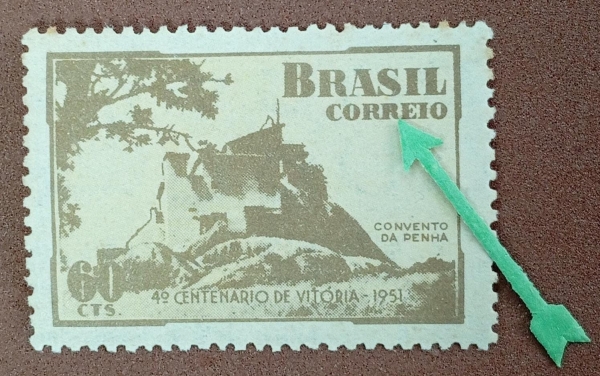 BRASIL
CORREIO
CONVENTO
DA PENHA
60
CTS.
4º CENTENARIO DE VITÓRIA - 1951